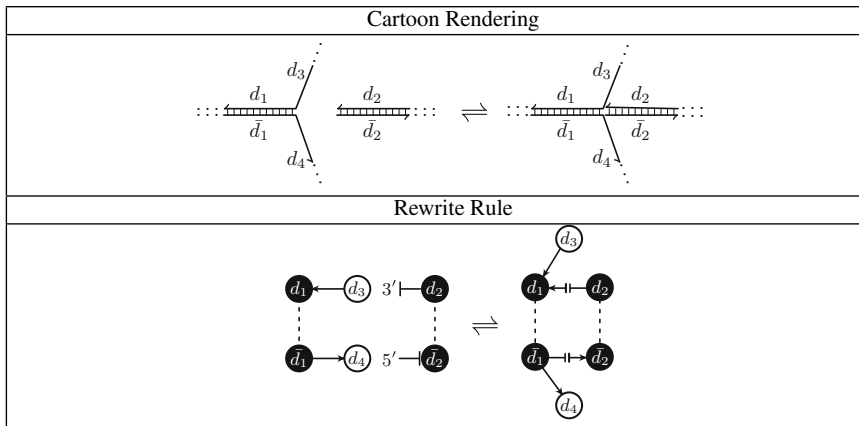 Cartoon Rendering
d₃ d₃
d₁ d₂ ⇌ d₁ d₂
d̄₁ d̄₂ d̄₁ d̄₂
d₄ d₄
Rewrite Rule
d₃
d₁ d₃ 3′ d₂ d₁ d₂
⇌
d̄₁ d₄ 5′ d̄₂ d̄₁ d̄₂
d₄